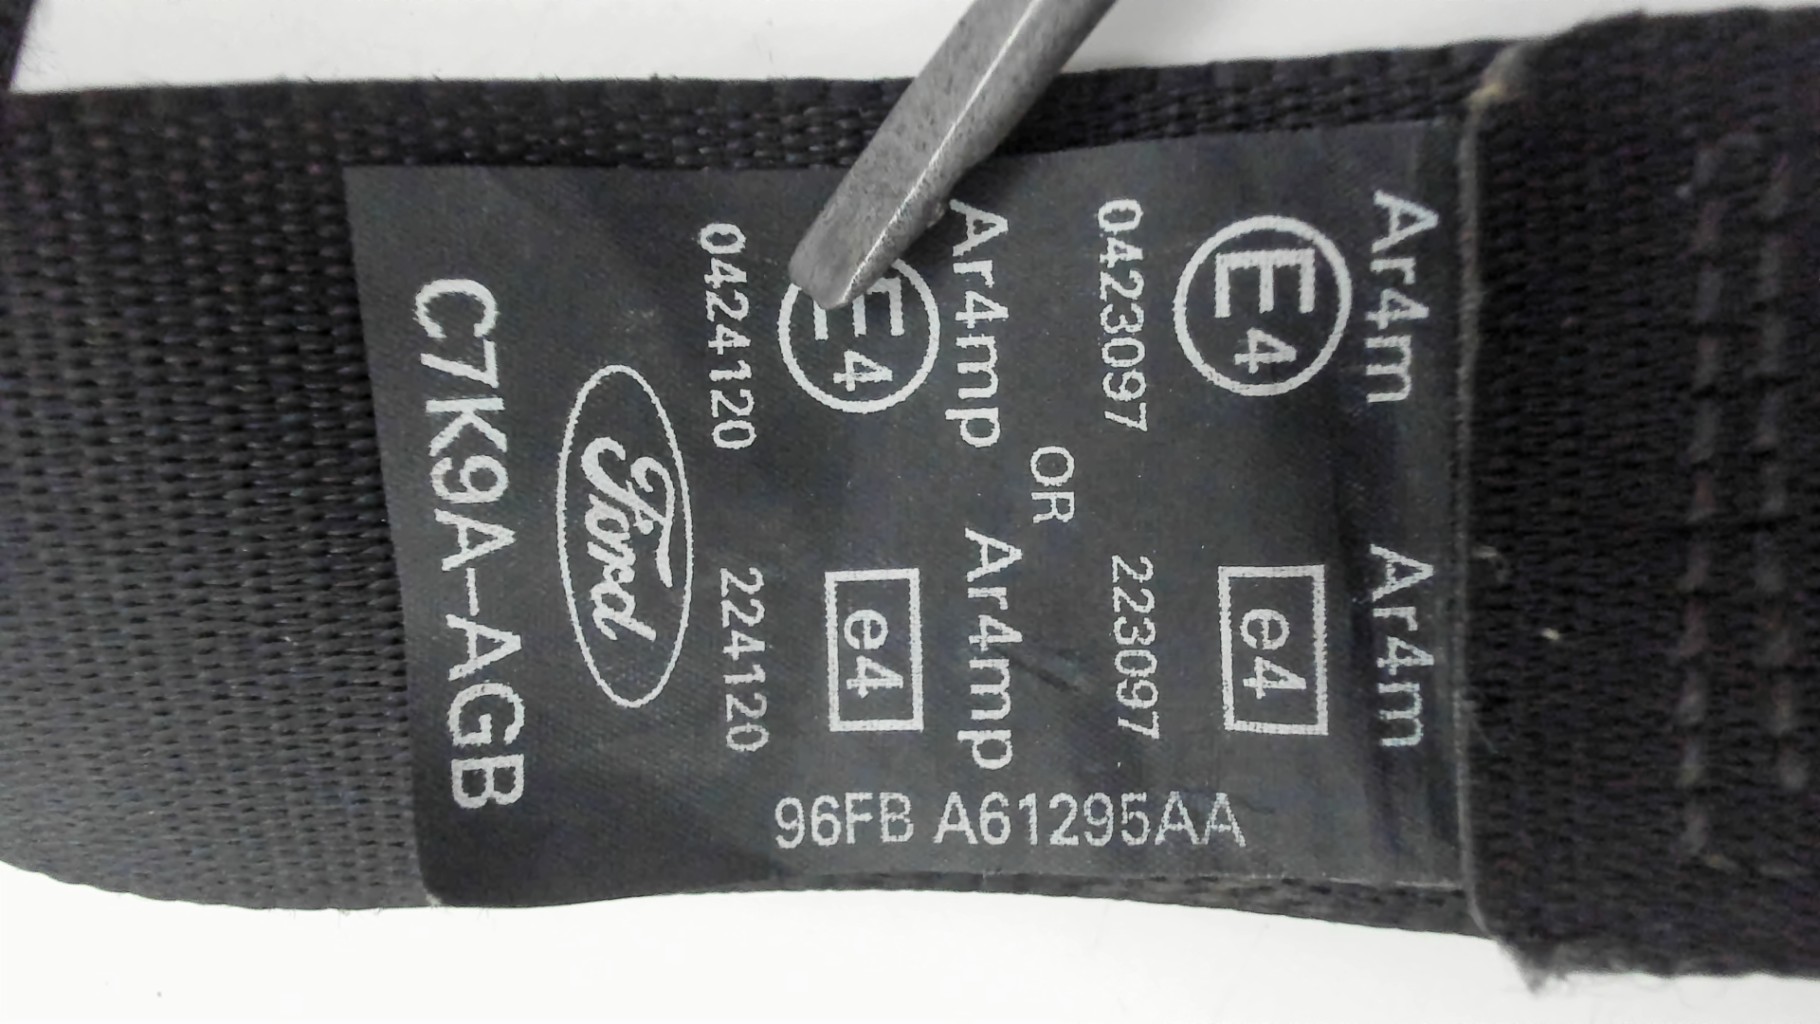 Ar4m Ar4m
E4 e4
0423097 223097
OR
Ar4mp Ar4mp
E4 e4
0424120 224120
Ford
C7K9A-AGB
96FB A61295AA